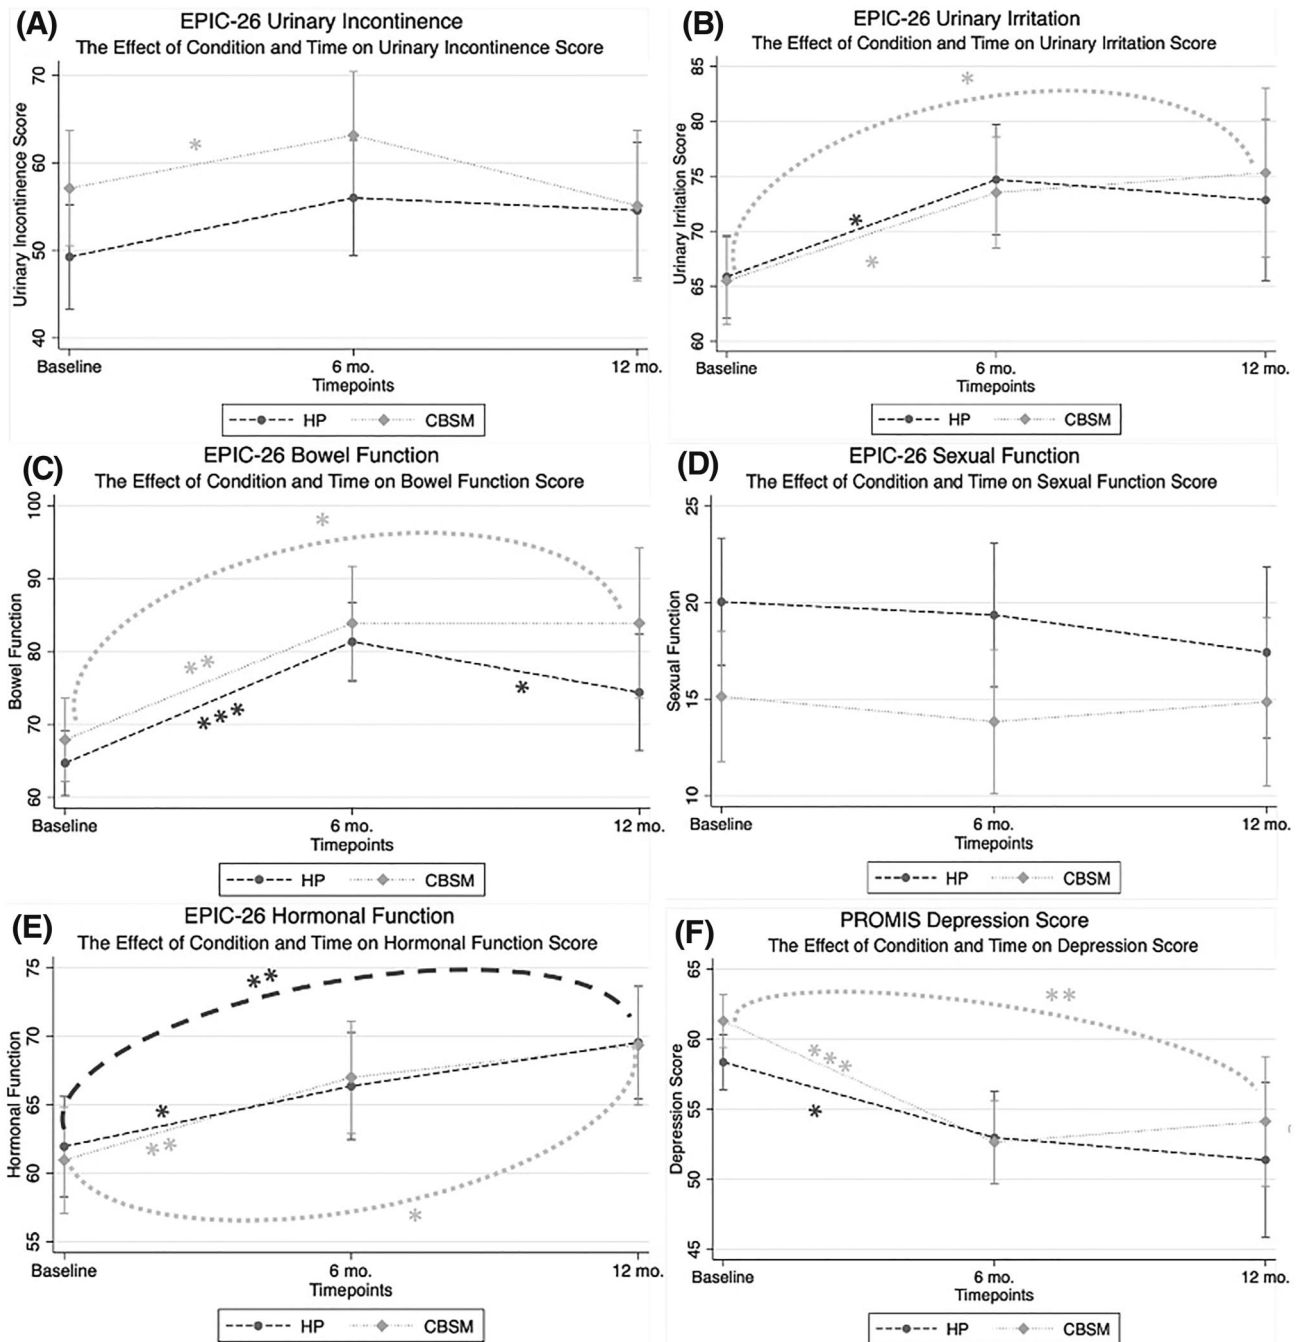 (A)
EPIC-26 Urinary Incontinence
The Effect of Condition and Time on Urinary Incontinence Score
Urinary Incontinence Score
70
60
50
40
*
Baseline
6 mo.
12 mo.
Timepoints
HP
CBSM
(B)
EPIC-26 Urinary Irritation
The Effect of Condition and Time on Urinary Irritation Score
Urinary Irritation Score
85
80
75
70
65
60
*
*
*
Baseline
6 mo.
12 mo.
Timepoints
HP
CBSM
(C)
EPIC-26 Bowel Function
The Effect of Condition and Time on Bowel Function Score
Bowel Function
100
90
80
70
60
*
**
***
*
Baseline
6 mo.
12 mo.
Timepoints
HP
CBSM
(D)
EPIC-26 Sexual Function
The Effect of Condition and Time on Sexual Function Score
Sexual Function
25
20
15
10
Baseline
6 mo.
12 mo.
Timepoints
HP
CBSM
(E)
EPIC-26 Hormonal Function
The Effect of Condition and Time on Hormonal Function Score
Hormonal Function
75
70
65
60
55
**
*
**
*
Baseline
6 mo.
12 mo.
Timepoints
HP
CBSM
(F)
PROMIS Depression Score
The Effect of Condition and Time on Depression Score
Depression Score
65
60
55
50
45
**
***
*
Baseline
6 mo.
12 mo.
Timepoints
HP
CBSM